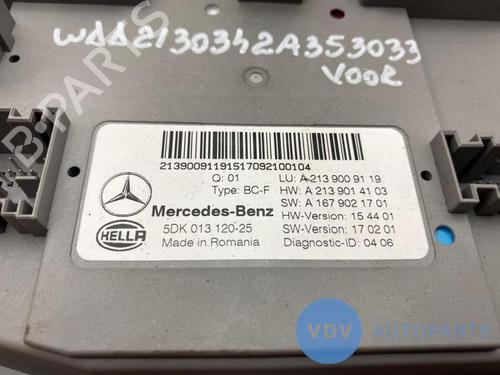 WDD2130342A353033
VOOR
21390091191517092100104
Q: 01 LU: A 213 900 91 19
Type: BC-F HW: A 213 901 41 03
Mercedes-Benz SW: A 167 902 17 01
HW-Version: 15 44 01
HELLA 5DK 013 120-25 SW-Version: 17 02 01
Made in Romania Diagnostic-ID: 04 06
VDV AUTOPARTS